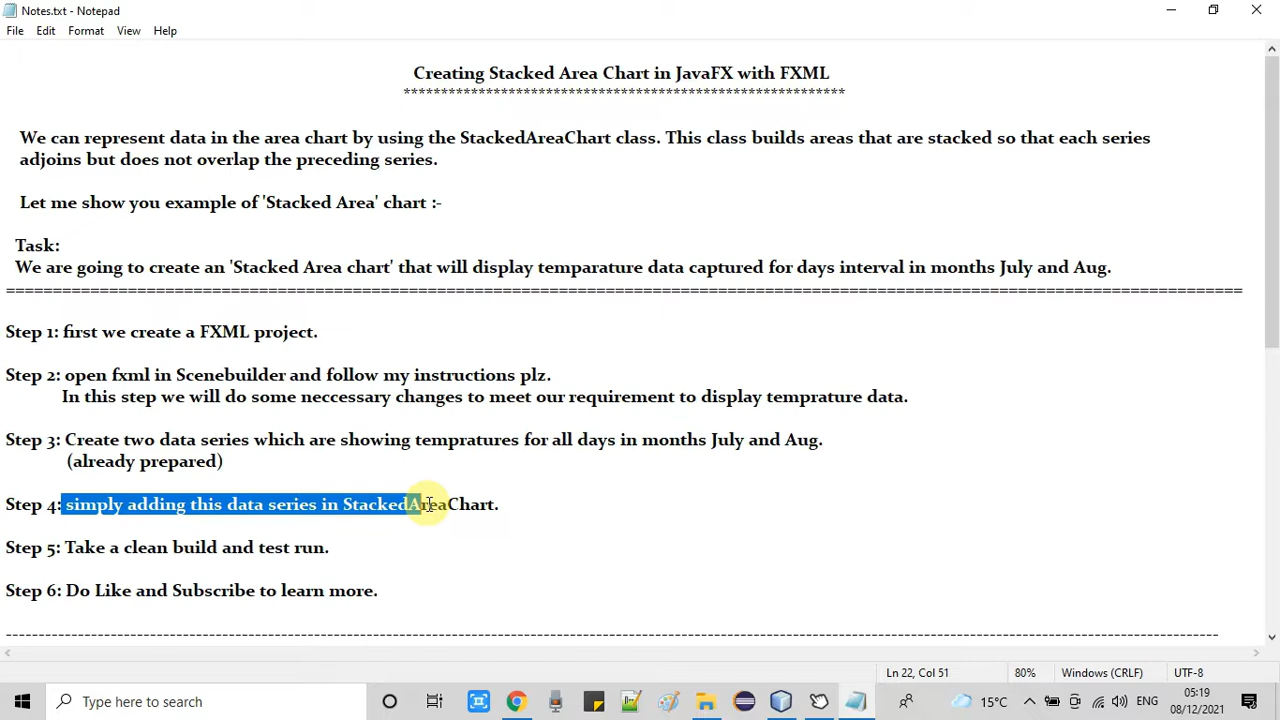 Notes.txt - Notepad
File Edit Format View Help
Creating Stacked Area Chart in JavaFX with FXML
***********************************************************
We can represent data in the area chart by using the StackedAreaChart class. This class builds areas that are stacked so that each series
adjoins but does not overlap the preceding series.
Let me show you example of 'Stacked Area' chart :-
Task:
We are going to create an 'Stacked Area chart' that will display temparature data captured for days interval in months July and Aug.
==================================================================================================
Step 1: first we create a FXML project.
Step 2: open fxml in Scenebuilder and follow my instructions plz.
In this step we will do some neccessary changes to meet our requirement to display temprature data.
Step 3: Create two data series which are showing tempratures for all days in months July and Aug.
(already prepared)
Step 4: simply adding this data series in StackedAreaChart.
Step 5: Take a clean build and test run.
Step 6: Do Like and Subscribe to learn more.
------------------------------------------------------------------------------------------------------------------------
Ln 22, Col 51 80% Windows (CRLF) UTF-8
Type here to search
15°C ENG
05:19
08/12/2021